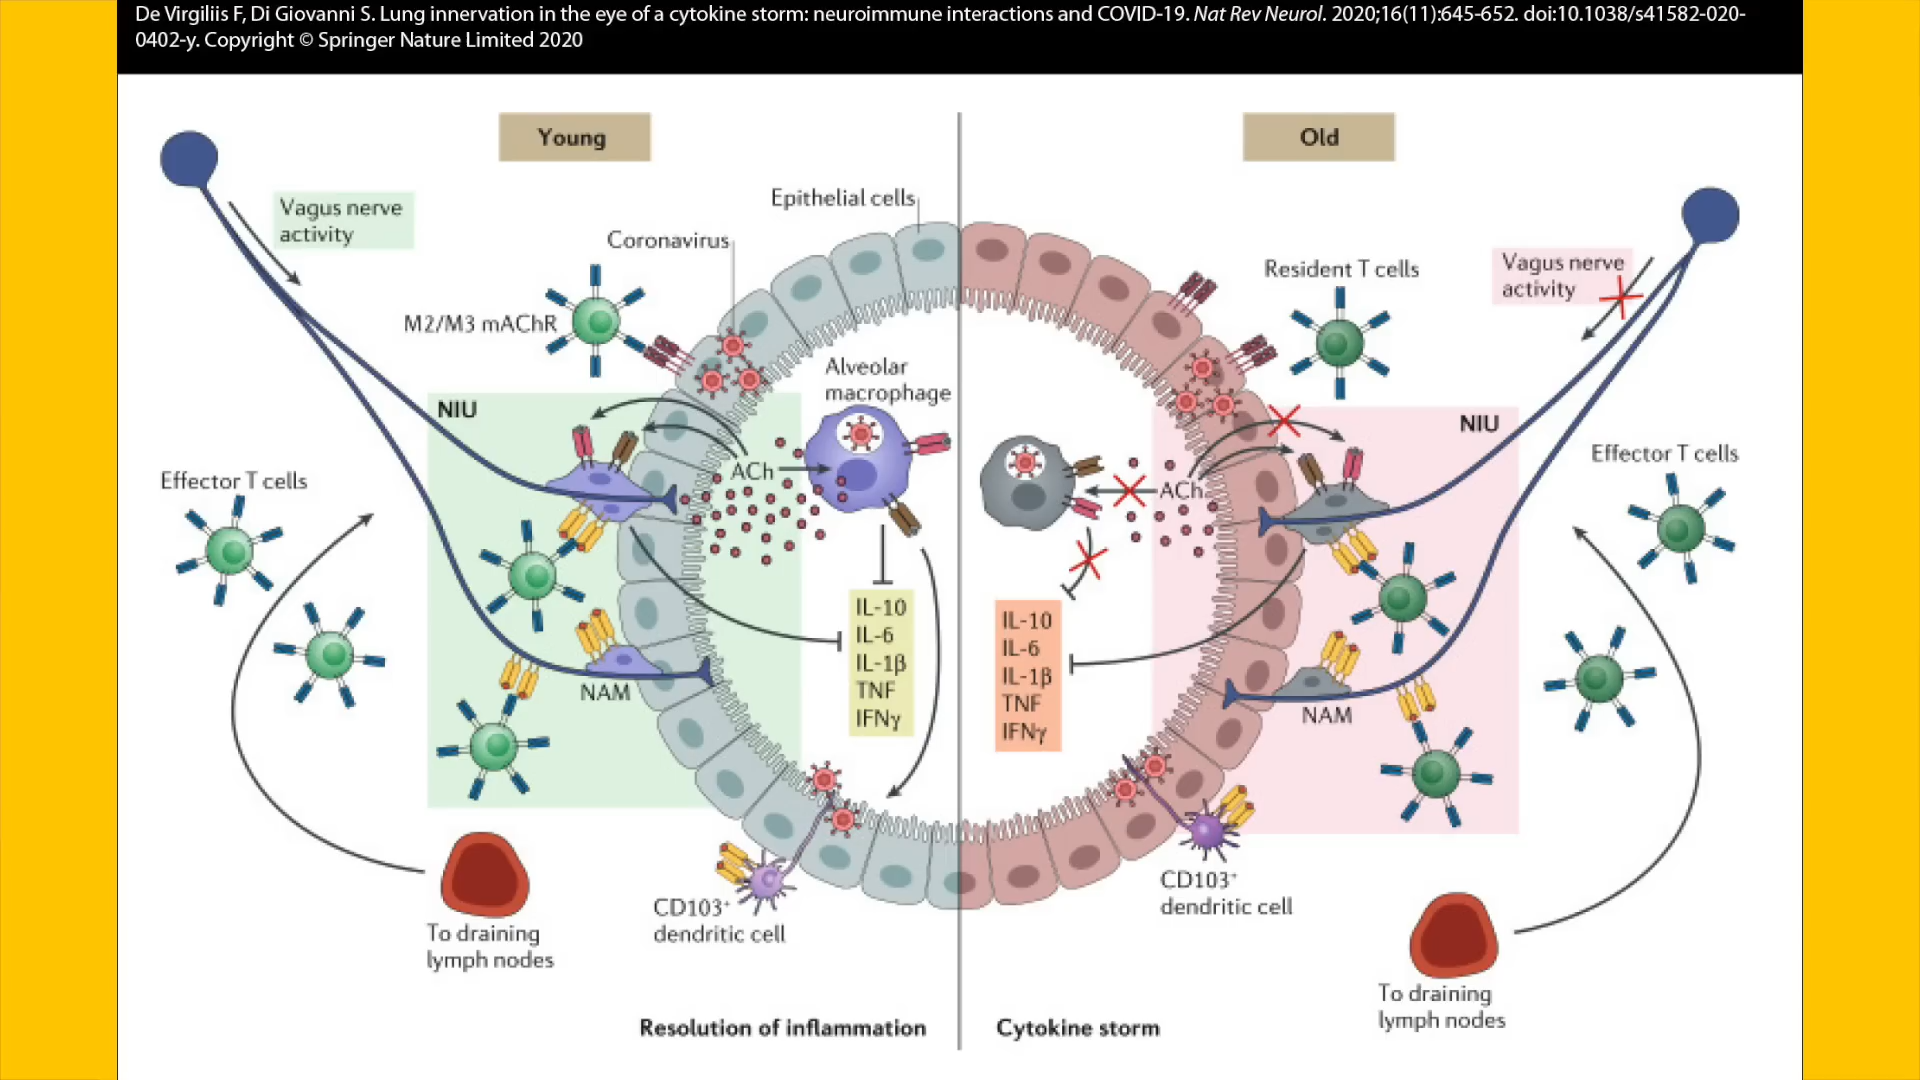 De Virgiliis F, Di Giovanni S. Lung innervation in the eye of a cytokine storm: neuroimmune interactions and COVID-19. Nat Rev Neurol. 2020;16(11):645-652. doi:10.1038/s41582-020-
0402-y. Copyright © Springer Nature Limited 2020
Young
Vagus nerve
activity
Epithelial cells
Coronavirus
M2/M3 mAChR
Alveolar
macrophage
NIU
ACh
Effector T cells
IL-10
IL-6
IL-1β
TNF
IFNγ
NAM
CD103⁺
dendritic cell
To draining
lymph nodes
Resolution of inflammation
Old
Resident T cells
Vagus nerve
activity
NIU
Effector T cells
ACh
IL-10
IL-6
IL-1β
TNF
IFNγ
NAM
CD103⁺
dendritic cell
To draining
lymph nodes
Cytokine storm